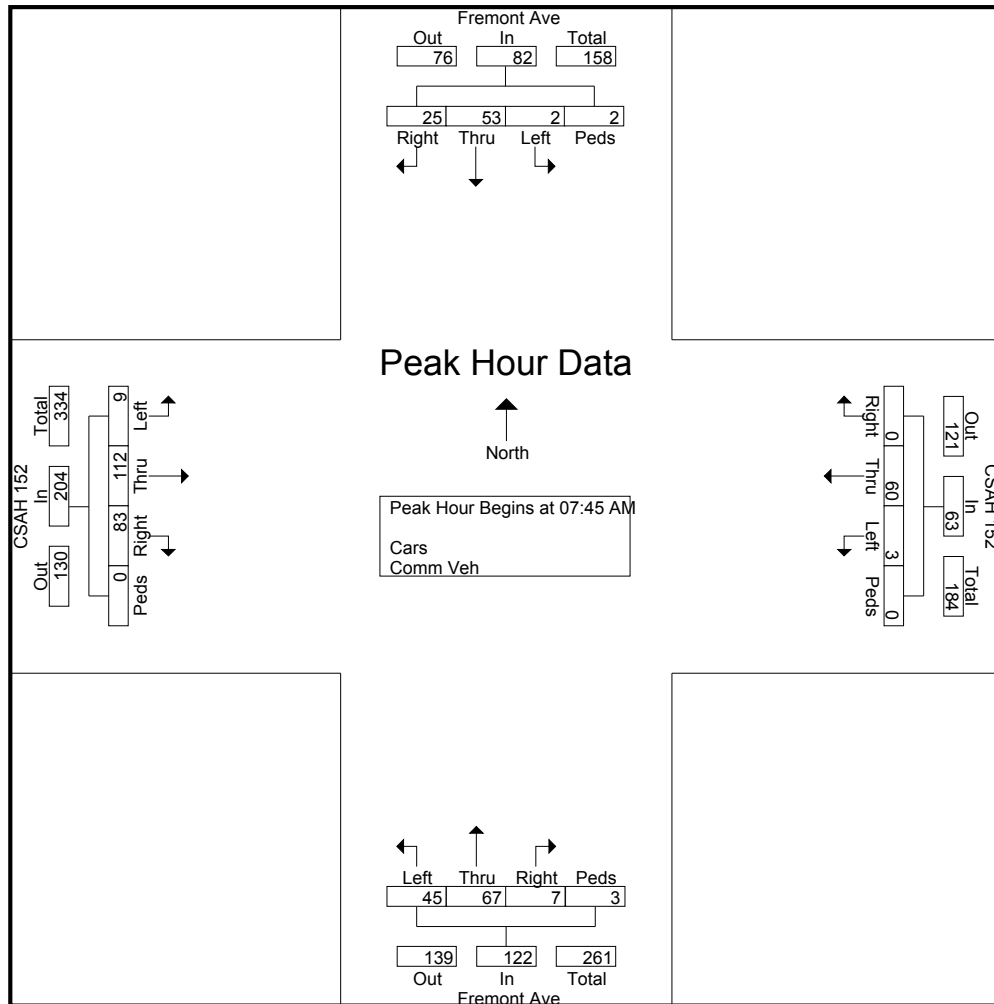 Fremont Ave
Out In Total
76 82 158
25 53 2 2
Right Thru Left Peds
Peak Hour Data
North
Peak Hour Begins at 07:45 AM
Cars
Comm Veh
CSAH 152
Total In Out
334 204 130
9 112 83 0
Left Thru Right Peds
Right Thru Left Peds
0 60 3 0
Out In Total
121 63 184
CSAH 152
Left Thru Right Peds
45 67 7 3
139 122 261
Out In Total
Fremont Ave